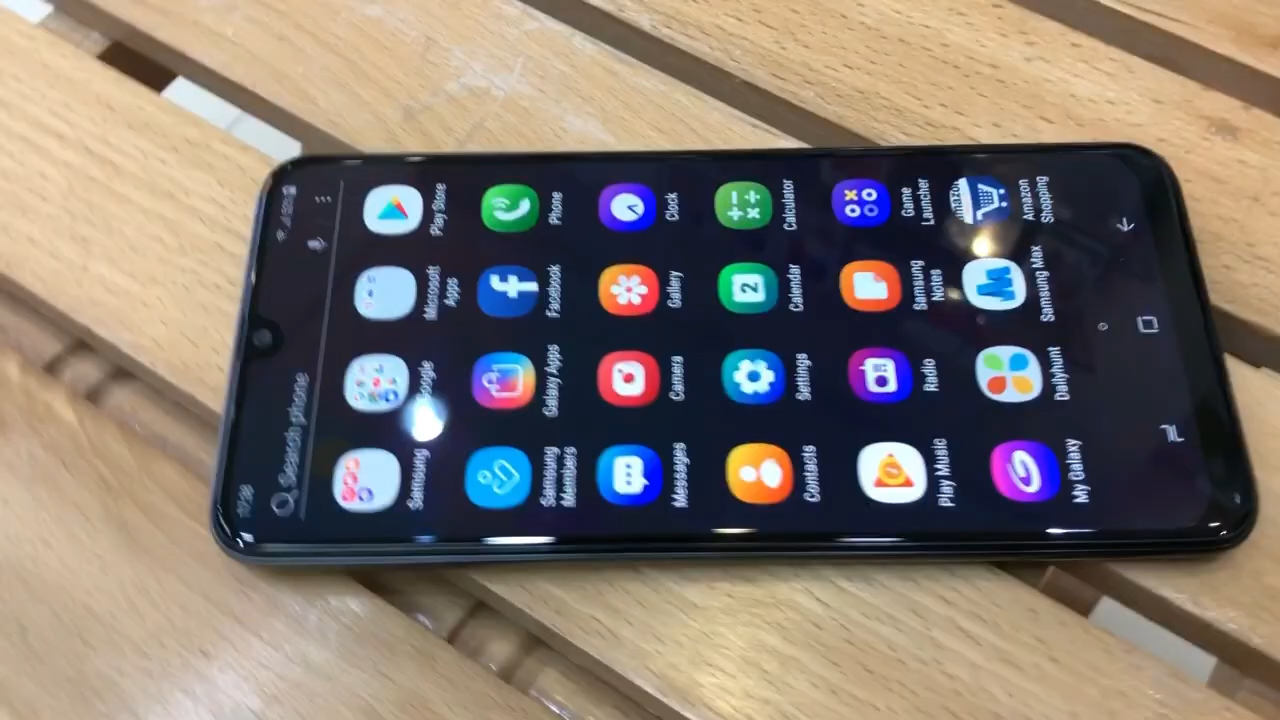 Search phone
Samsung
Google
Microsoft
Apps
Play Store
Samsung
Members
Galaxy Apps
Facebook
Phone
Messages
Camera
Gallery
Clock
Contacts
Settings
2
Calendar
Calculator
Play Music
Radio
Samsung
Notes
Game
Launcher
My Galaxy
Dailyhunt
Samsung Max
Amazon
Shopping